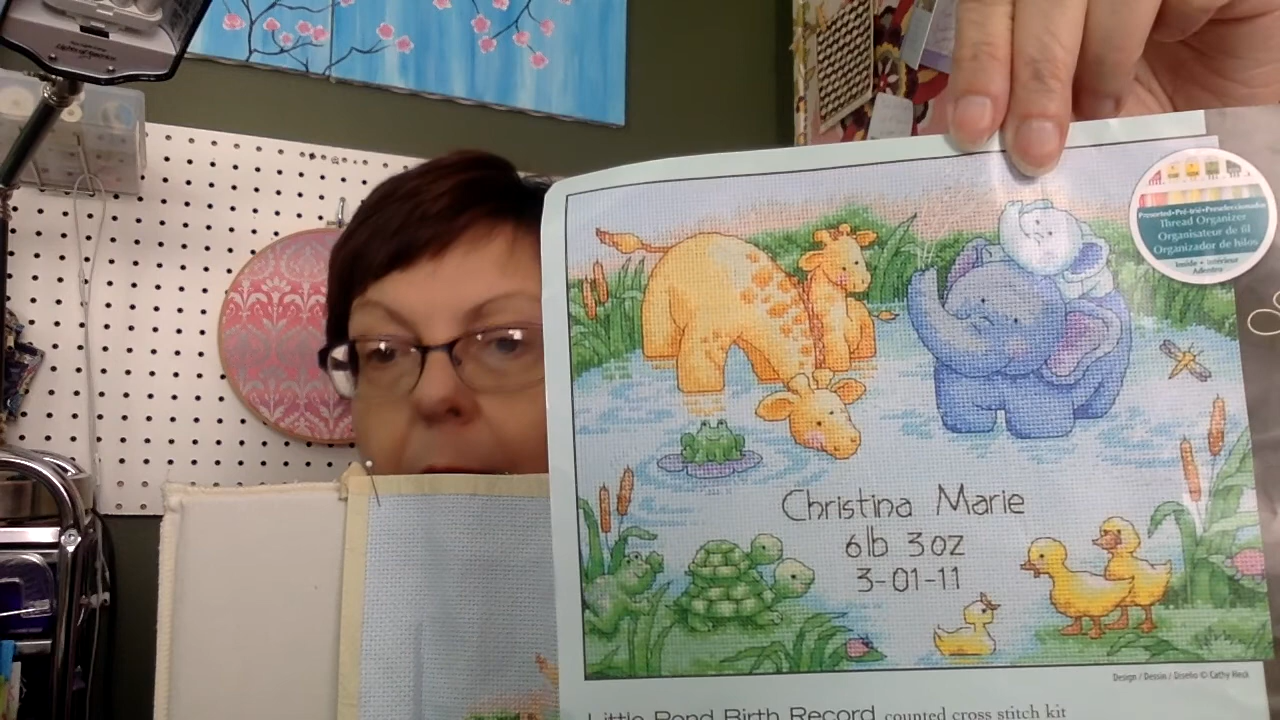 Presorted•Pré-trié•Preseleccionado
Thread Organizer
Organisateur de fil
Organizador de hilos
Inside • Intérieur
Adentro
Christina Marie
6lb 3oz
3-01-11
Design / Dessin / Diseño © Cathy Heck
Little Pond Birth Record counted cross stitch kit